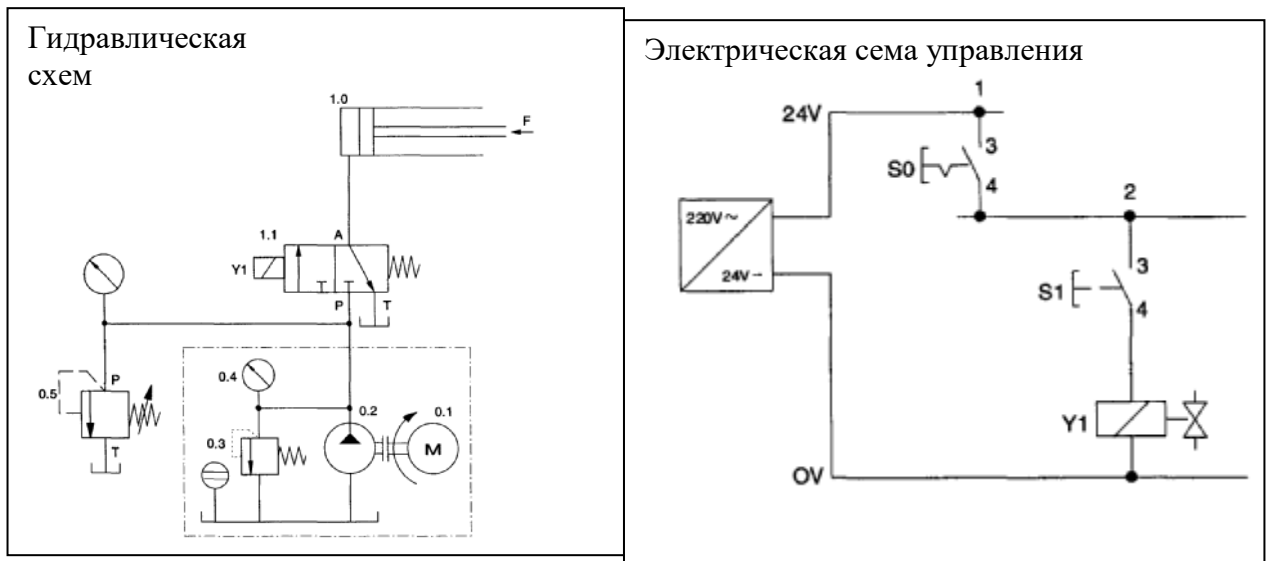 Гидравлическая
схем
1.0
F
1.1
A
Y1
P
T
P
0.5
T
0.4
0.2
0.1
0.3
M
Электрическая сема управления
1
24V
3
S0
4
2
220V~
24V-
3
S1
4
Y1
OV